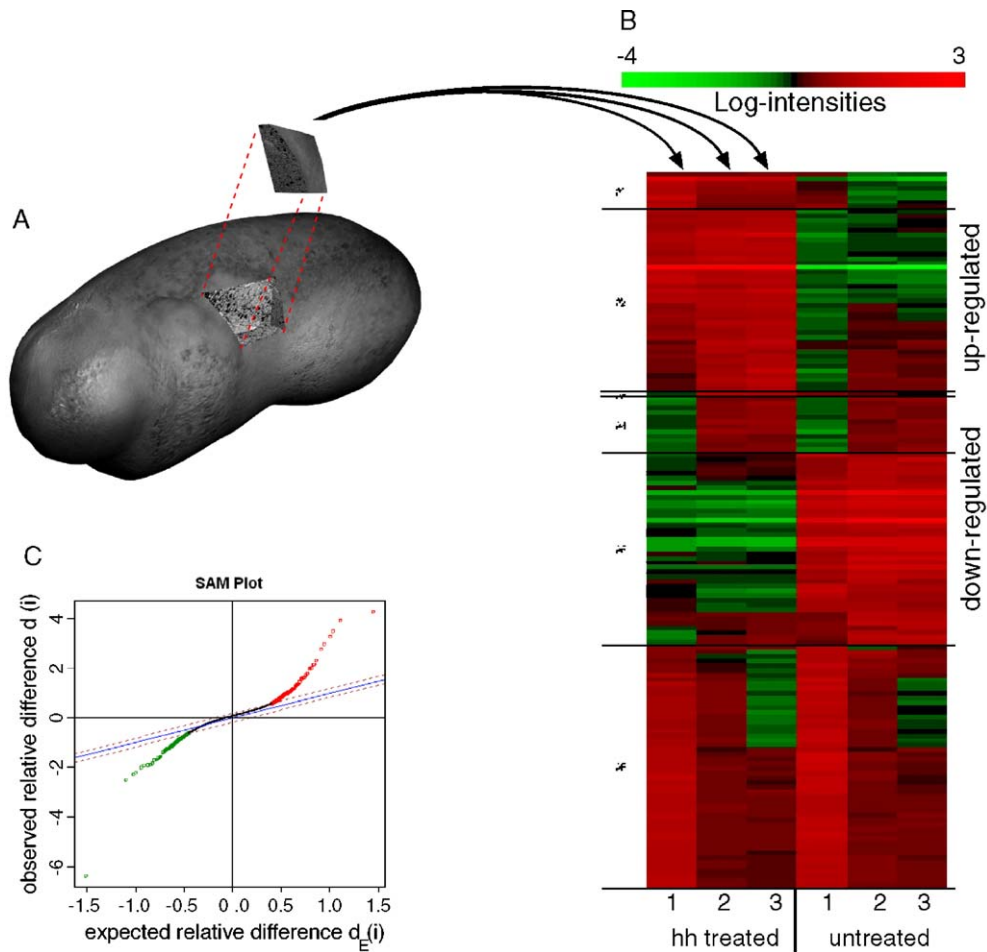 B
-4 3
Log-intensities
A
up-regulated
down-regulated
C
SAM Plot
observed relative difference d (i)
4
2
0
-2
-4
-6
-1.5 -1.0 -0.5 0 .0 0.5 1.0 1.5
expected relative difference d_E(i)
1 2 3 1 2 3
hh treated untreated